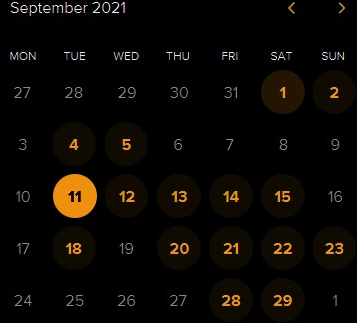 September 2021
MON TUE WED THU FRI SAT SUN
27 28 29 30 31 1 2
3 4 5 6 7 8 9
10 11 12 13 14 15 16
17 18 19 20 21 22 23
24 25 26 27 28 29 1